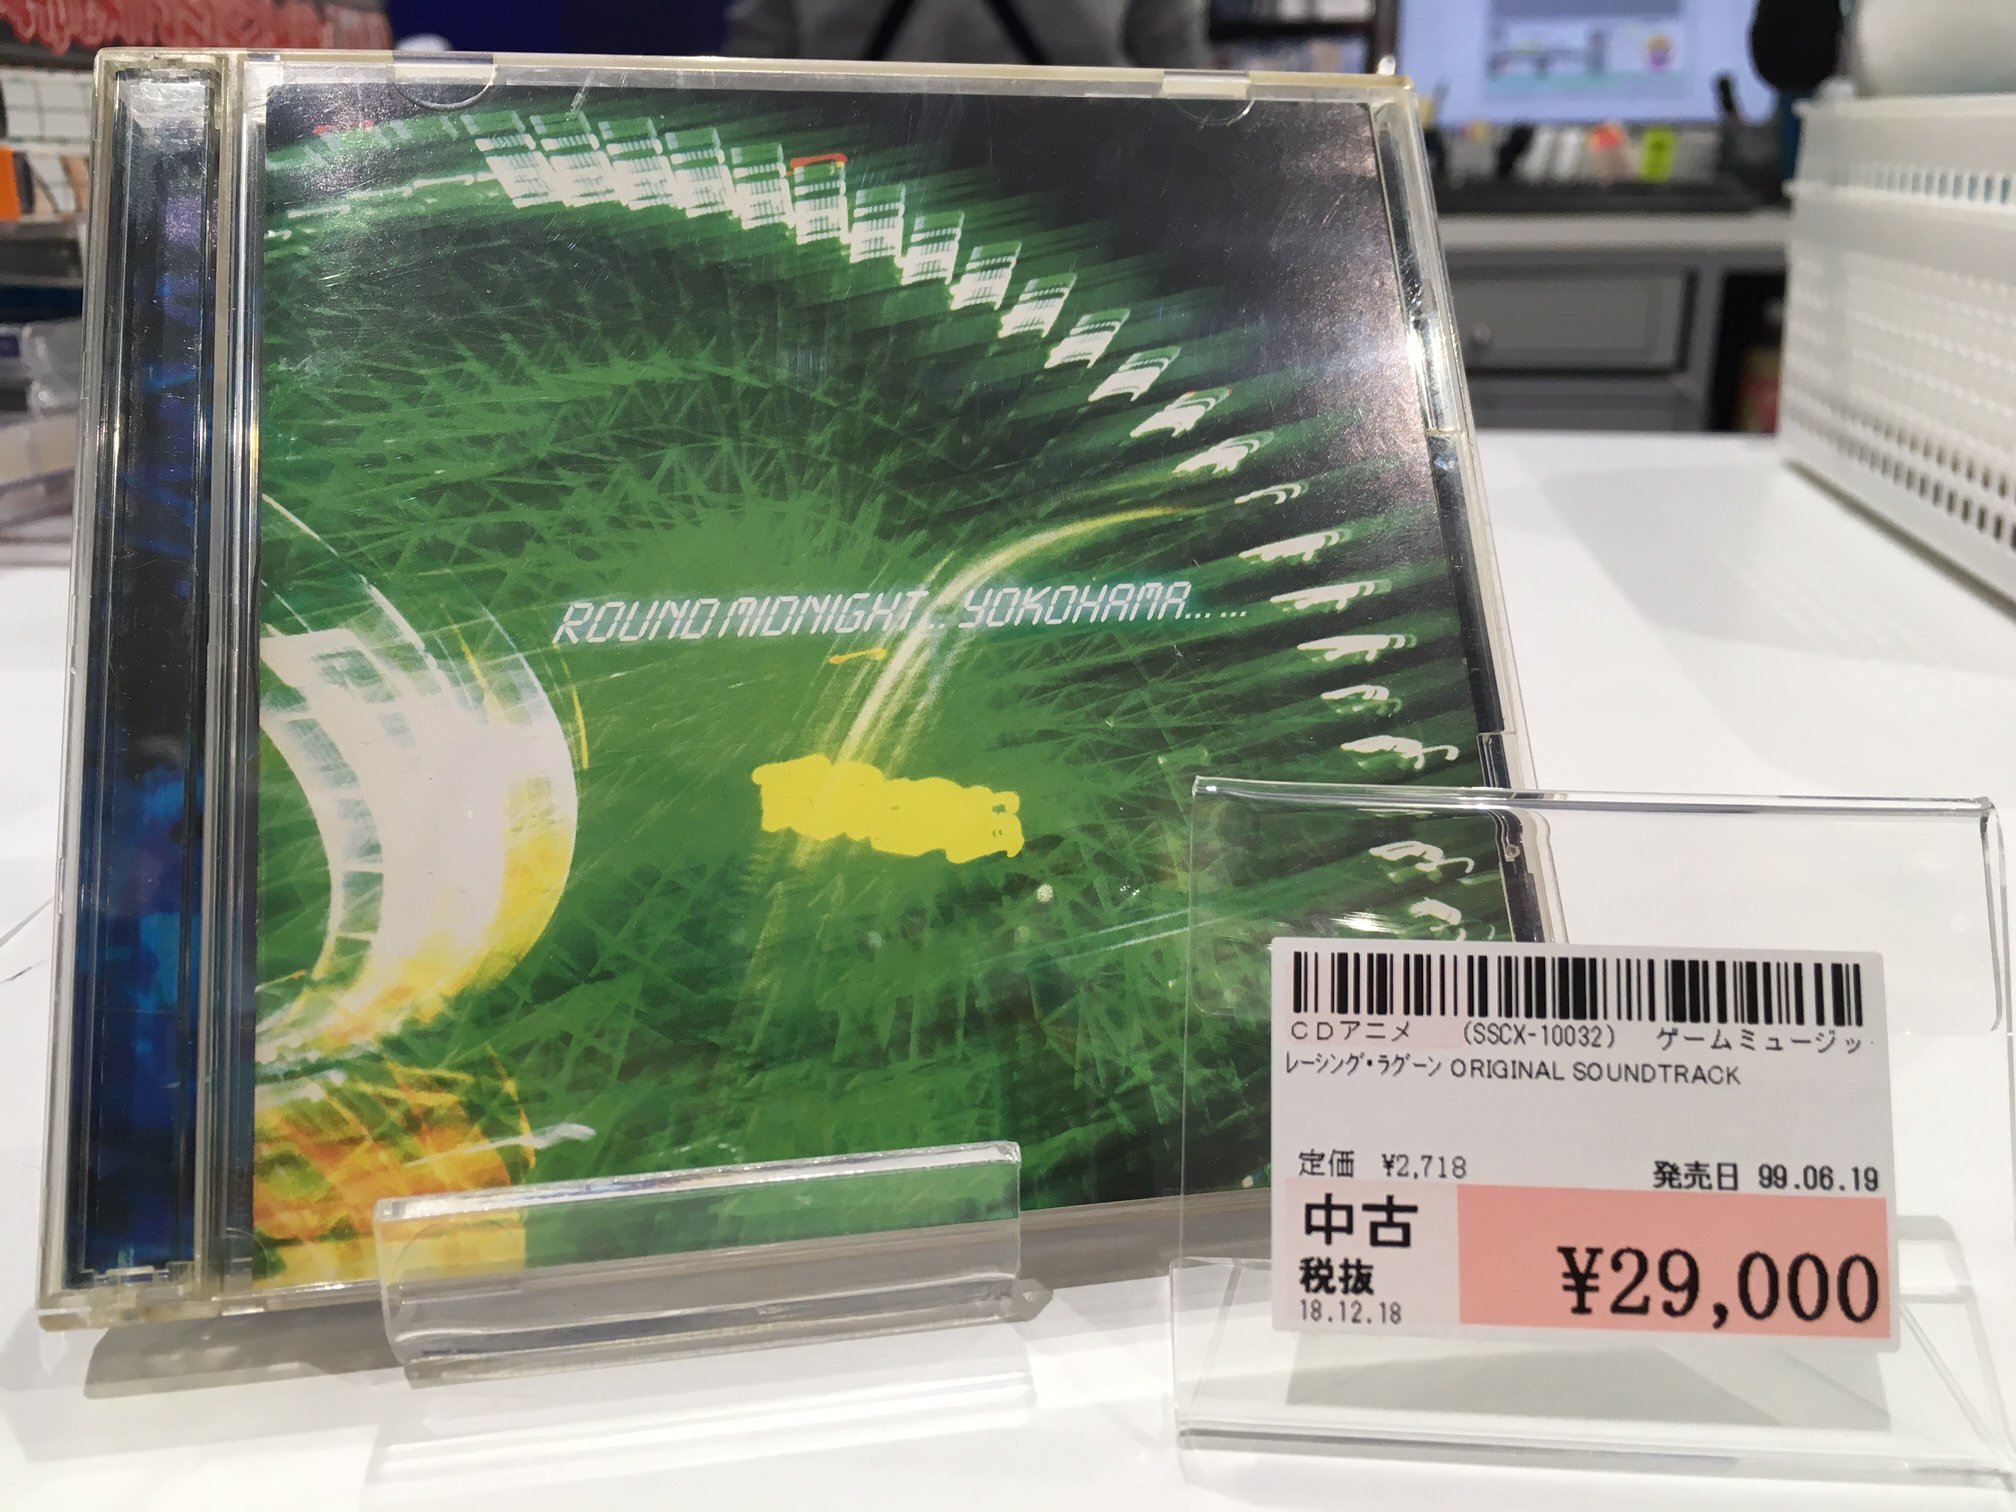 ROUND MIDNIGHT.. YOKOHAMA......
CDアニメ (SSCX-10032) ゲームミュージッ
レーシング・ラグーン ORIGINAL SOUNDTRACK
定価 ¥2,718 発売日 99.06.19
中古
税抜 ¥29,000
18.12.18